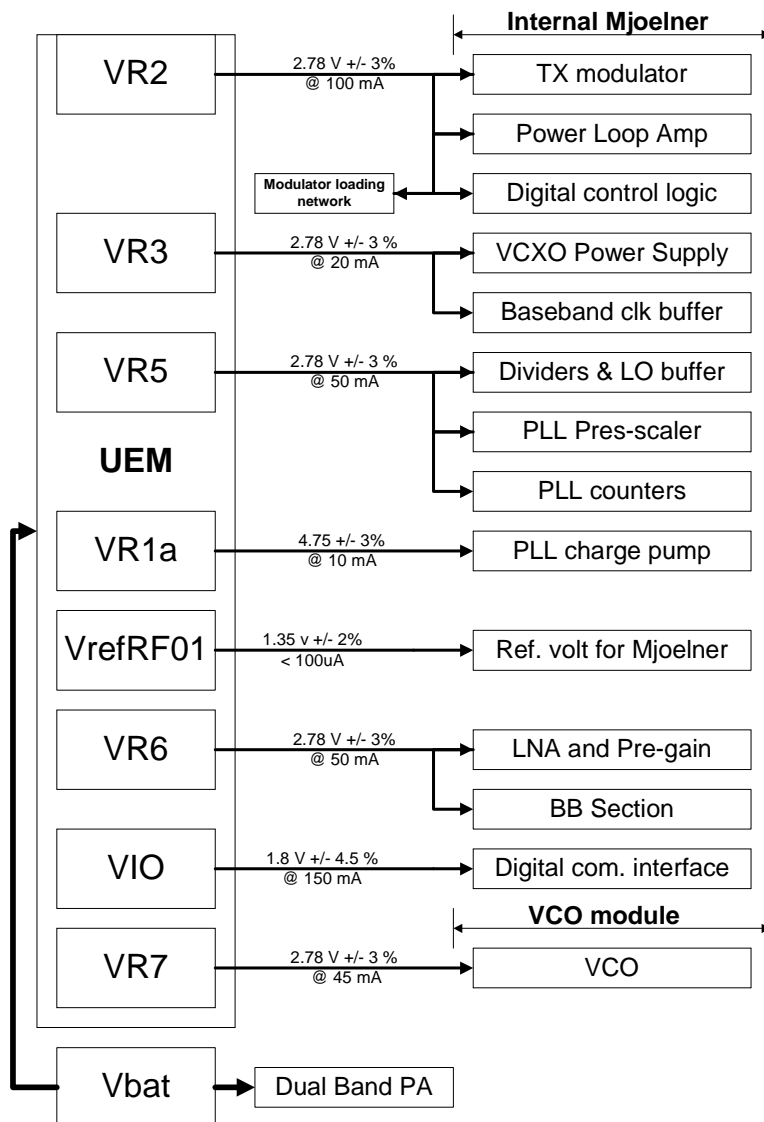 Internal Mjoelner
VR2
2.78 V +/- 3%
@ 100 mA
TX modulator
Power Loop Amp
Modulator loading
network
Digital control logic
VR3
2.78 V +/- 3 %
@ 20 mA
VCXO Power Supply
Baseband clk buffer
VR5
2.78 V +/- 3 %
@ 50 mA
Dividers & LO buffer
PLL Pres-scaler
UEM
PLL counters
VR1a
4.75 +/- 3%
@ 10 mA
PLL charge pump
VrefRF01
1.35 v +/- 2%
< 100uA
Ref. volt for Mjoelner
VR6
2.78 V +/- 3%
@ 50 mA
LNA and Pre-gain
BB Section
VIO
1.8 V +/- 4.5 %
@ 150 mA
Digital com. interface
VCO module
VR7
2.78 V +/- 3 %
@ 45 mA
VCO
Vbat
Dual Band PA